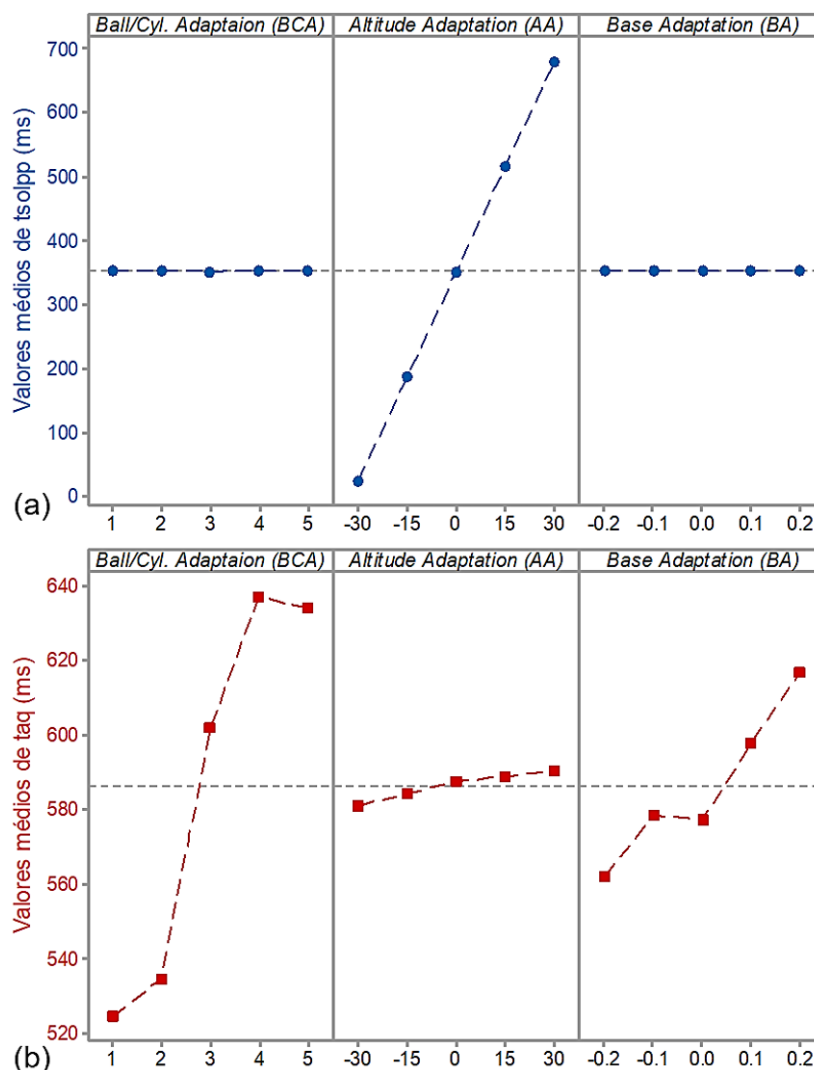 Ball/Cyl. Adaptaion (BCA) Altitude Adaptation (AA) Base Adaptation (BA)
Valores médios de tsolpp (ms)
700
600
500
400
300
200
100
0
(a)
1 2 3 4 5 -30 -15 0 15 30 -0.2 -0.1 0.0 0.1 0.2
Ball/Cyl. Adaptaion (BCA) Altitude Adaptation (AA) Base Adaptation (BA)
Valores médios de taq (ms)
640
620
600
580
560
540
520
(b)
1 2 3 4 5 -30 -15 0 15 30 -0.2 -0.1 0.0 0.1 0.2